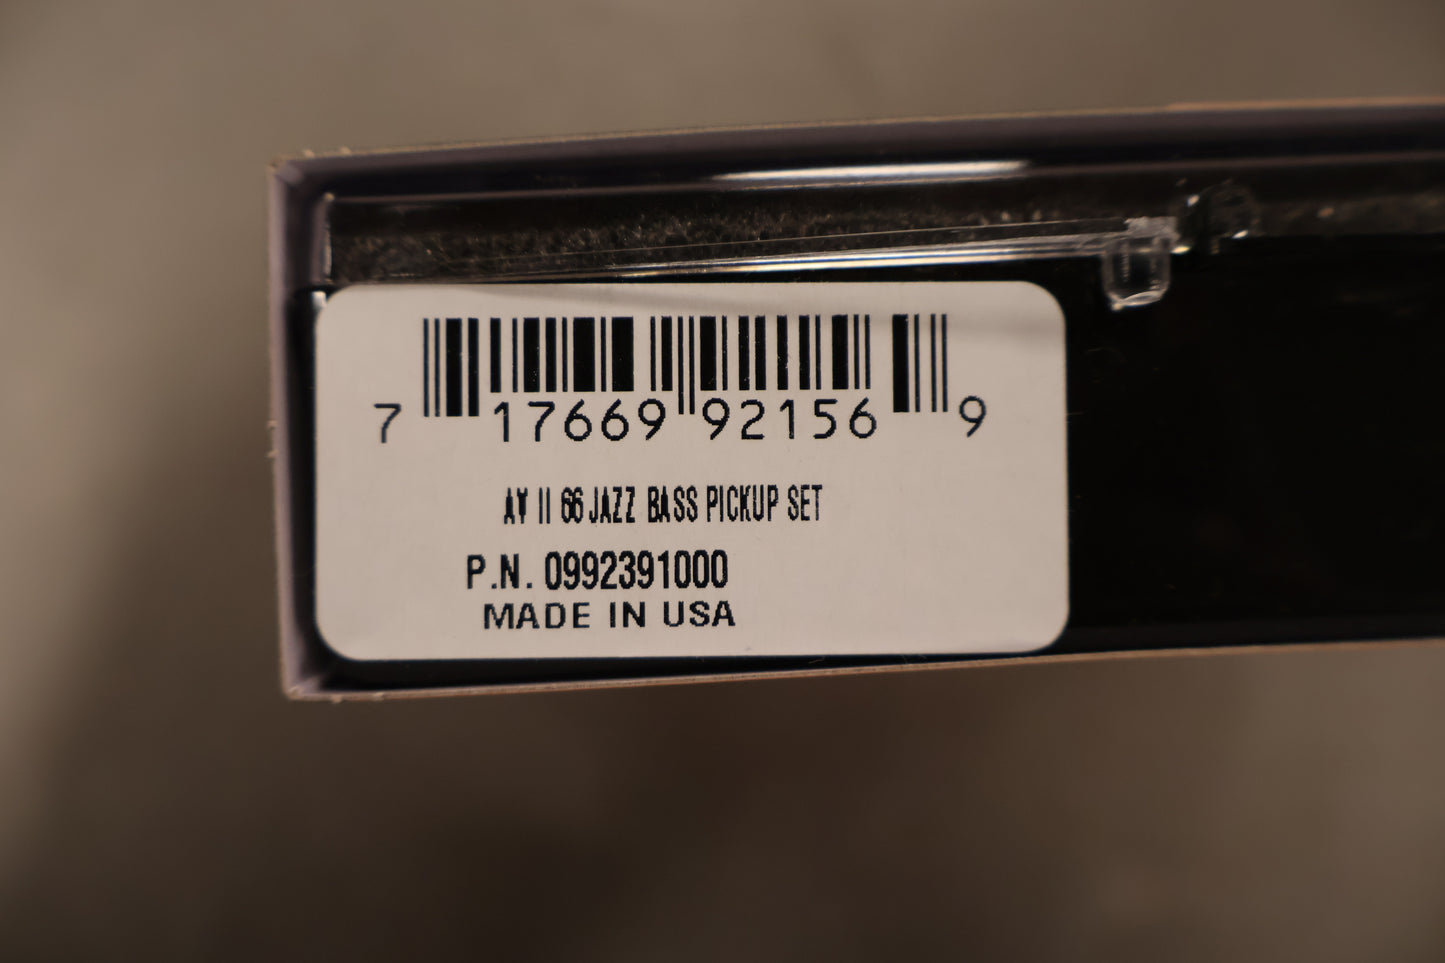 7 17669 92156 9
AV II 66 JAZZ BASS PICKUP SET
P.N. 0992391000
MADE IN USA